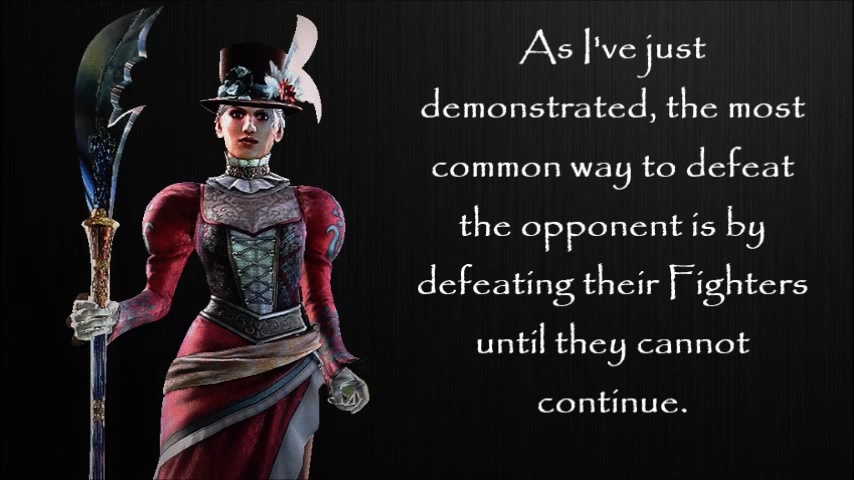 As I've just
demonstrated, the most
common way to defeat
the opponent is by
defeating their Fighters
until they cannot
continue.